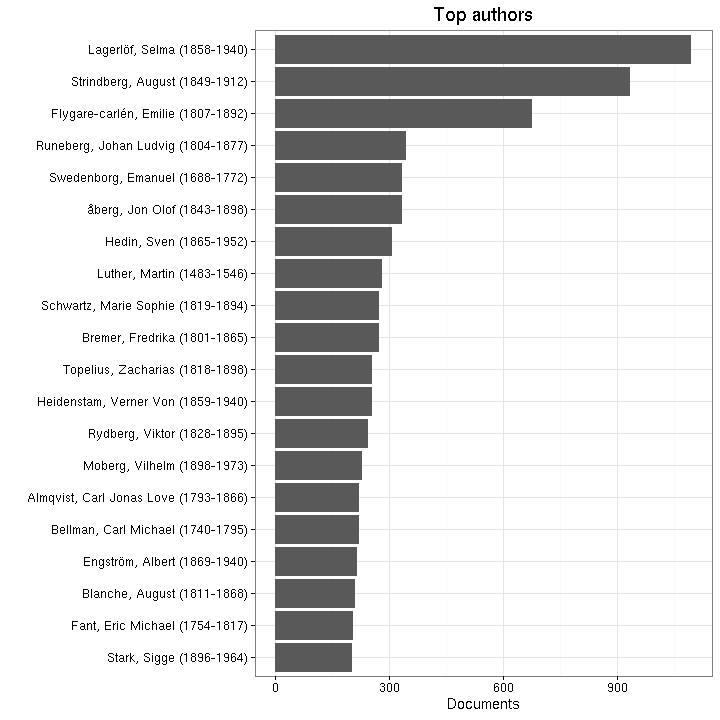 Top authors
Lagerlöf, Selma (1858-1940)
Strindberg, August (1849-1912)
Flygare-carlén, Emilie (1807-1892)
Runeberg, Johan Ludvig (1804-1877)
Swedenborg, Emanuel (1688-1772)
åberg, Jon Olof (1843-1898)
Hedin, Sven (1865-1952)
Luther, Martin (1483-1546)
Schwartz, Marie Sophie (1819-1894)
Bremer, Fredrika (1801-1865)
Topelius, Zacharias (1818-1898)
Heidenstam, Verner Von (1859-1940)
Rydberg, Viktor (1828-1895)
Moberg, Vilhelm (1898-1973)
Almqvist, Carl Jonas Love (1793-1866)
Bellman, Carl Michael (1740-1795)
Engström, Albert (1869-1940)
Blanche, August (1811-1868)
Fant, Eric Michael (1754-1817)
Stark, Sigge (1896-1964)
0 300 600 900
Documents